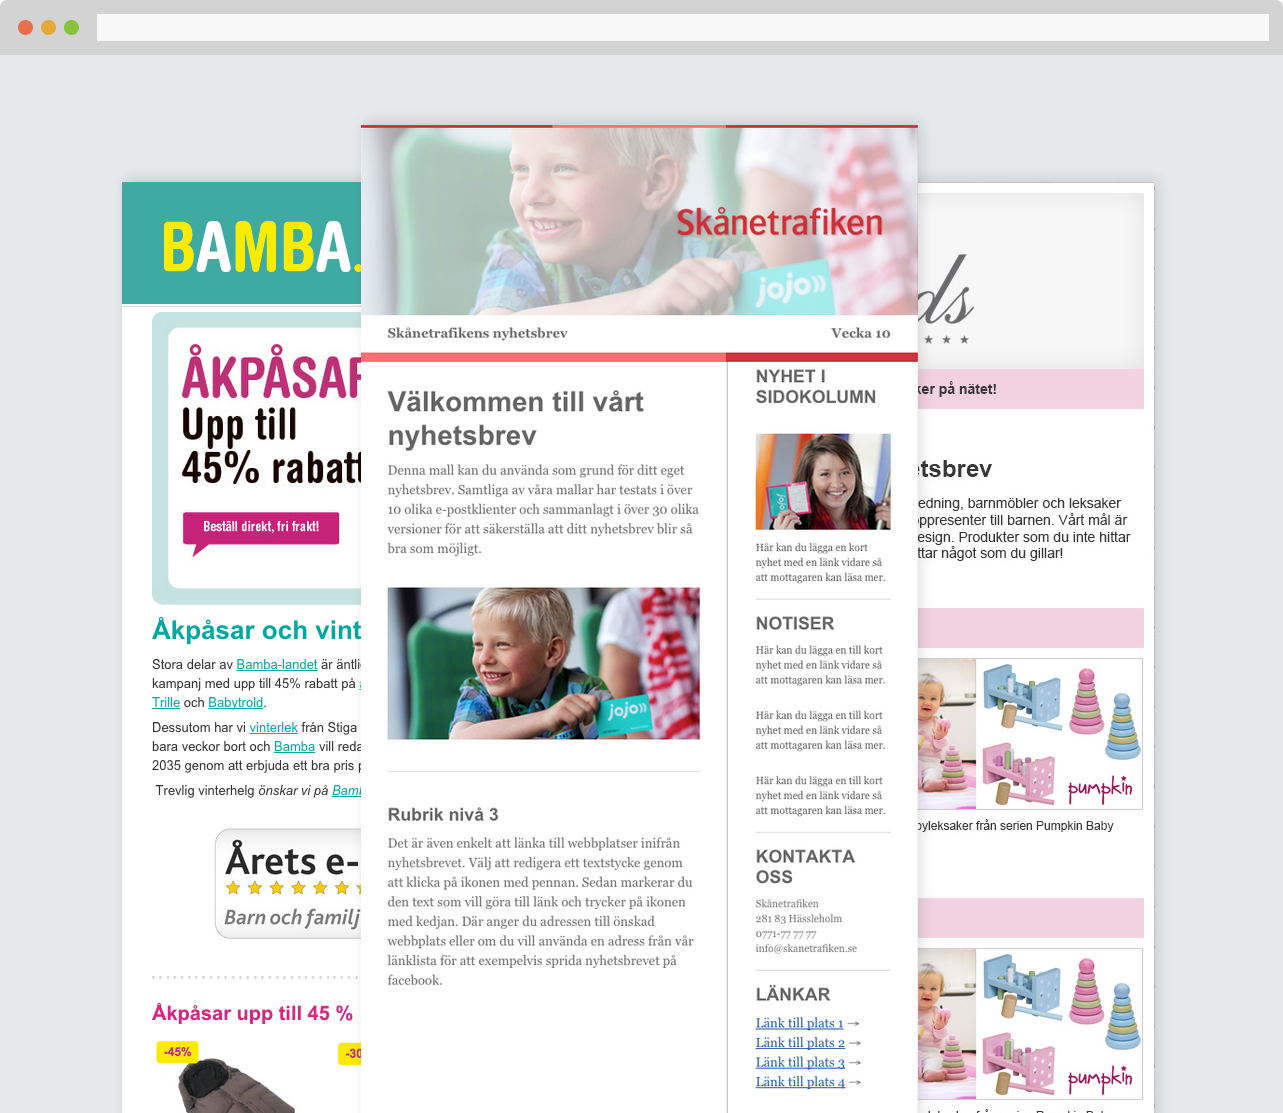 BAMBA.
ÅKPÅSAR
Upp till
45% rabatt
Beställ direkt, fri frakt!
Åkpåsar och vint
Stora delar av Bamba-landet är äntli
kampanj med upp till 45% rabatt på
Trille och Babytrold.
Dessutom har vi vinterlek från Stiga
bara veckor bort och Bamba vill reda
2035 genom att erbjuda ett bra pris p
Trevlig vinterhelg önskar vi på Bamb
Årets e-
Barn och familj
Åkpåsar upp till 45 %
-45%
-30
Skånetrafiken
jojo
Skånetrafikens nyhetsbrev
Vecka 10
Välkommen till vårt
nyhetsbrev
Denna mall kan du använda som grund för ditt eget
nyhetsbrev. Samtliga av våra mallar har testats i över
10 olika e-postklienter och sammanlagt i över 30 olika
versioner för att säkerställa att ditt nyhetsbrev blir så
bra som möjligt.
jojo
Rubrik nivå 3
Det är även enkelt att länka till webbplatser inifrån
nyhetsbrevet. Välj att redigera ett textstycke genom
att klicka på ikonen med pennan. Sedan markerar du
den text som vill göra till länk och trycker på ikonen
med kedjan. Där anger du adressen till önskad
webbplats eller om du vill använda en adress från vår
länklista för att exempelvis sprida nyhetsbrevet på
facebook.
NYHET I
SIDOKOLUMN
jojo
Här kan du lägga en kort
nyhet med en länk vidare så
att mottagaren kan läsa mer.
NOTISER
Här kan du lägga en till kort
nyhet med en länk vidare så
att mottagaren kan läsa mer.
Här kan du lägga en till kort
nyhet med en länk vidare så
att mottagaren kan läsa mer.
Här kan du lägga en till kort
nyhet med en länk vidare så
att mottagaren kan läsa mer.
KONTAKTA
OSS
Skånetrafiken
281 83 Hässleholm
0771-77 77 77
info@skanetrafiken.se
LÄNKAR
Länk till plats 1 →
Länk till plats 2 →
Länk till plats 3 →
Länk till plats 4 →
ds
ker på nätet!
etsbrev
edning, barnmöbler och leksaker
oppresenter till barnen. Vårt mål är
esign. Produkter som du inte hittar
ttar något som du gillar!
pumpkin
byleksaker från serien Pumpkin Baby
pumpkin